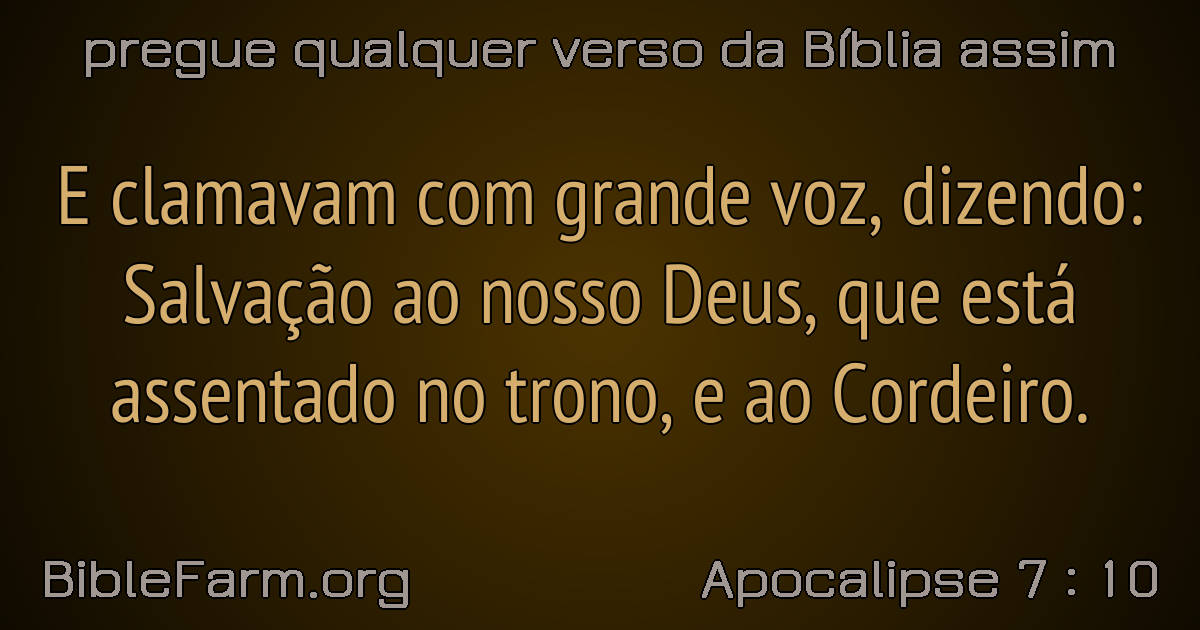 pregue qualquer verso da Bíblia assim
E clamavam com grande voz, dizendo:
Salvação ao nosso Deus, que está
assentado no trono, e ao Cordeiro.
BibleFarm.org
Apocalipse 7 : 10